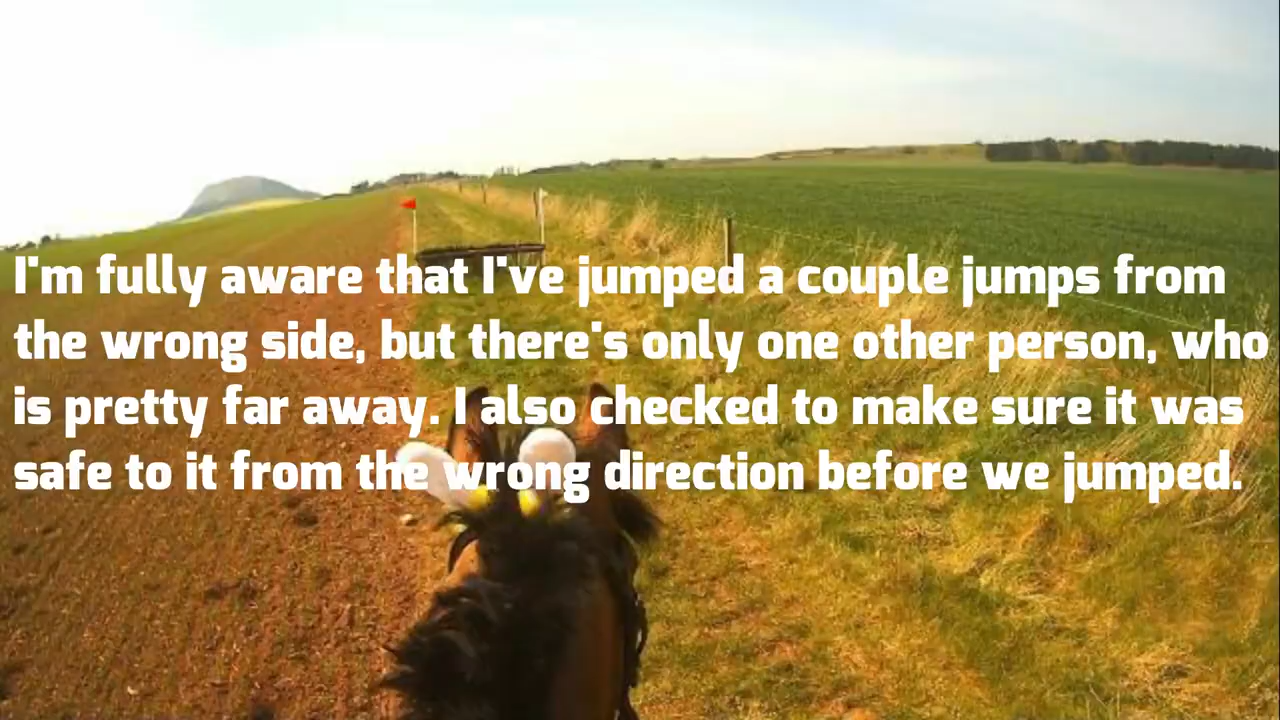 I'm fully aware that I've jumped a couple jumps from
the wrong side, but there's only one other person, who
is pretty far away. I also checked to make sure it was
safe to it from the wrong direction before we jumped.